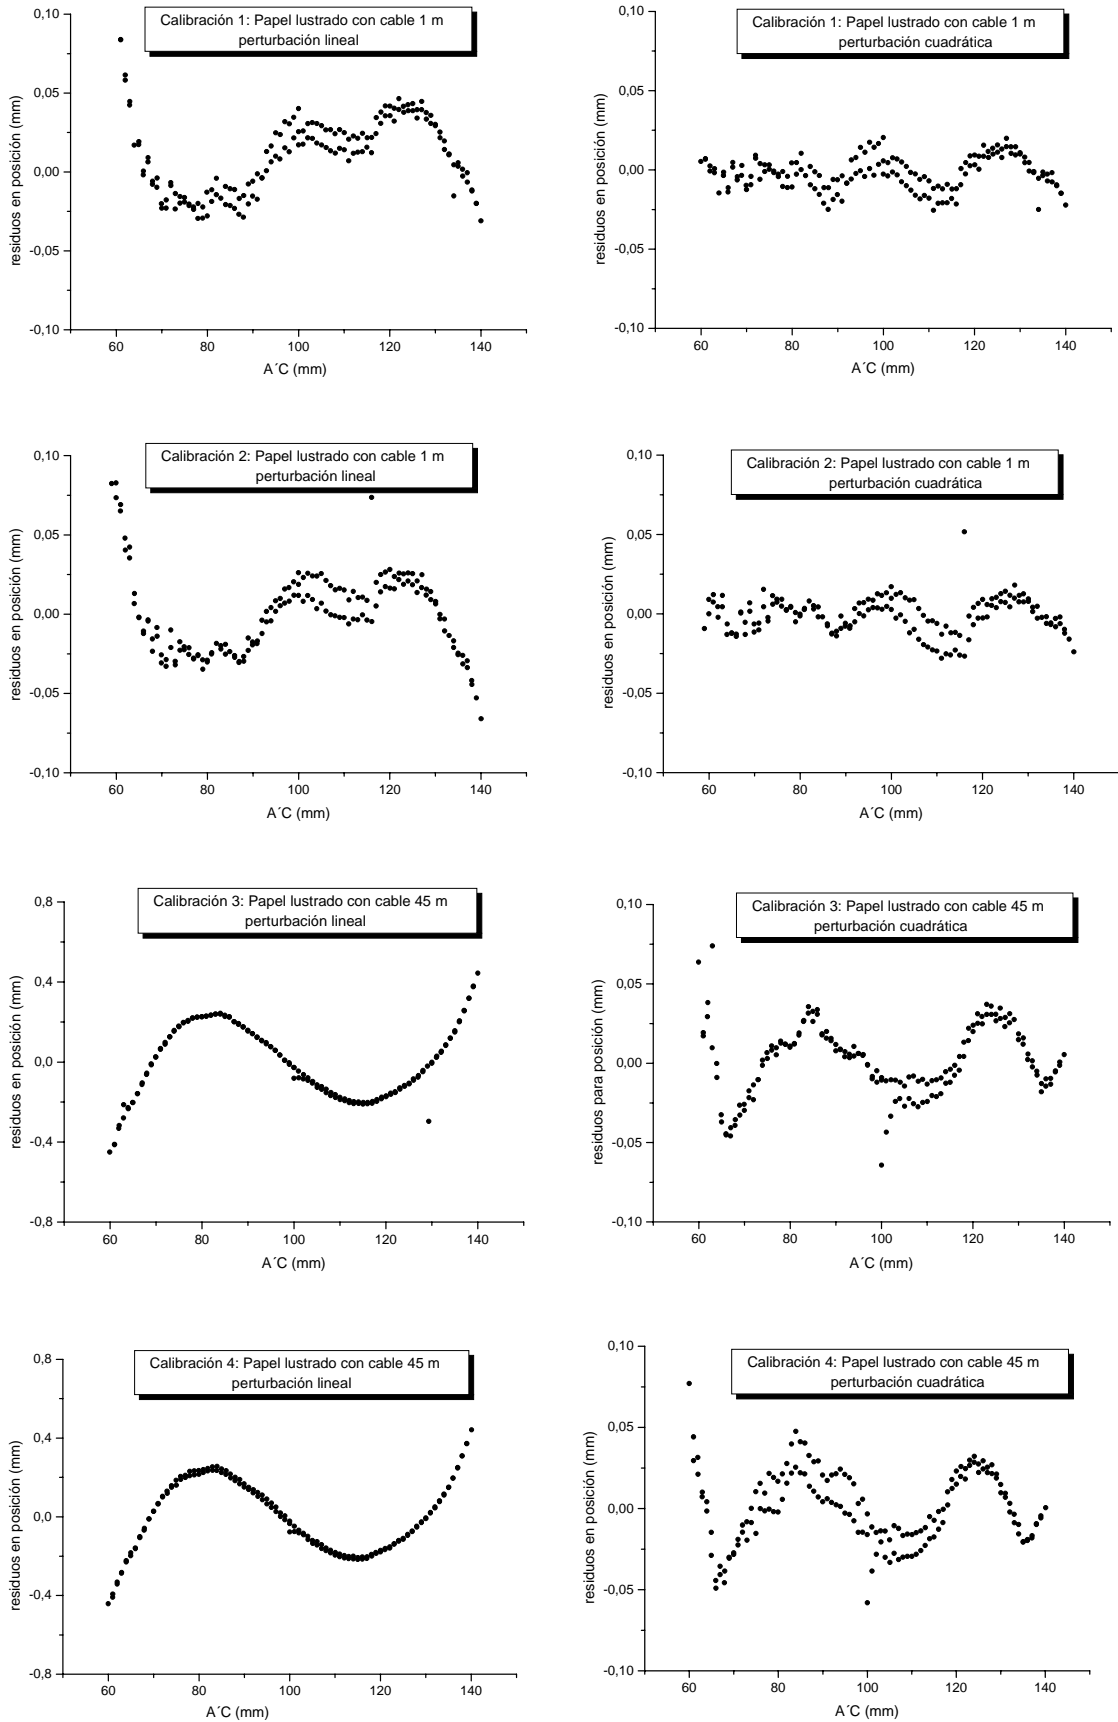 Calibración 1: Papel lustrado con cable 1 m
perturbación lineal
0,10
0,05
0,00
-0,05
-0,10
60
80
100
120
140
residuos en posición (mm)
A´C (mm)
Calibración 1: Papel lustrado con cable 1 m
perturbación cuadrática
0,10
0,05
0,00
-0,05
-0,10
60
80
100
120
140
residuos en posición (mm)
A´C (mm)
Calibración 2: Papel lustrado con cable 1 m
perturbación lineal
0,10
0,05
0,00
-0,05
-0,10
60
80
100
120
140
residuos en posición (mm)
A´C (mm)
Calibración 2: Papel lustrado con cable 1 m
perturbación cuadrática
0,10
0,05
0,00
-0,05
-0,10
60
80
100
120
140
residuos en posición (mm)
A´C (mm)
Calibración 3: Papel lustrado con cable 45 m
perturbación lineal
0,8
0,4
0,0
-0,4
-0,8
60
80
100
120
140
residuos en posición (mm)
A´C (mm)
Calibración 3: Papel lustrado con cable 45 m
perturbación cuadrática
0,10
0,05
0,00
-0,05
-0,10
60
80
100
120
140
residuos para posición (mm)
A´C (mm)
Calibración 4: Papel lustrado con cable 45 m
perturbación lineal
0,8
0,4
0,0
-0,4
-0,8
60
80
100
120
140
residuos en posición (mm)
A´C (mm)
Calibración 4: Papel lustrado con cable 45 m
perturbación cuadrática
0,10
0,05
0,00
-0,05
-0,10
60
80
100
120
140
residuos en posición (mm)
A´C (mm)